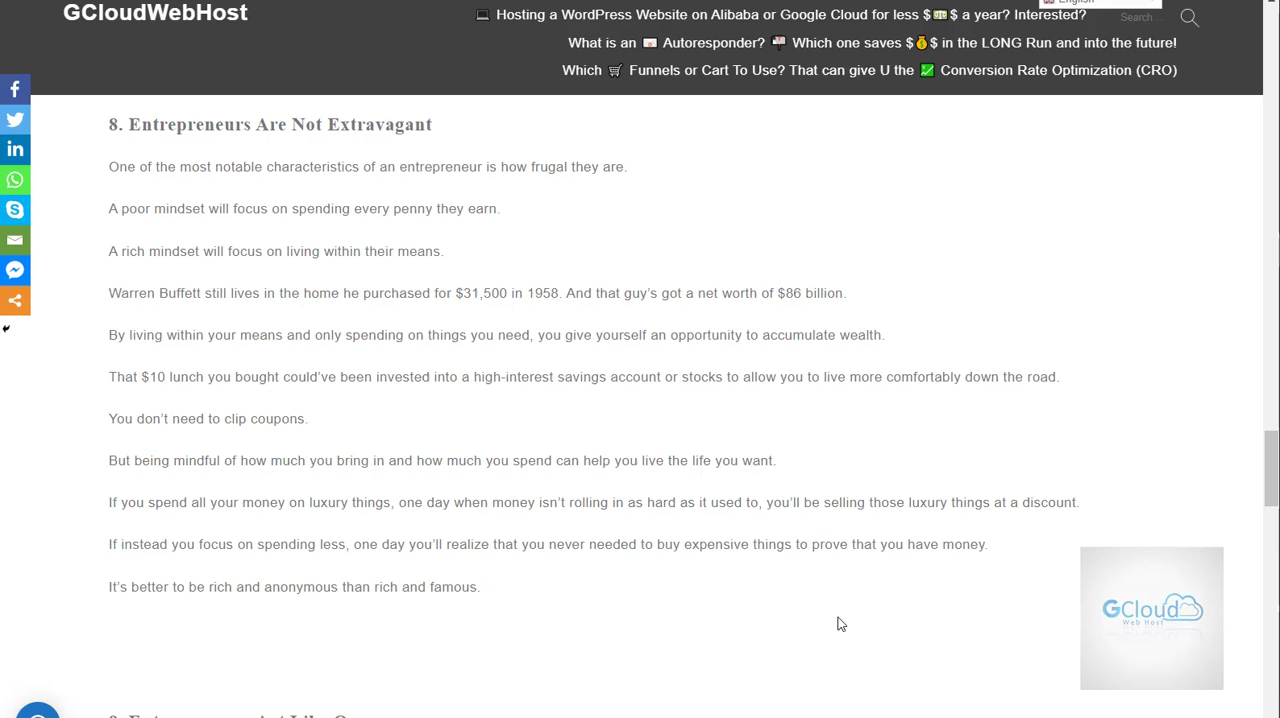 GCloudWebHost
Hosting a WordPress Website on Alibaba or Google Cloud for less $💵$ a year? Interested?
English
Search ...
What is an 💌 Autoresponder? 📮 Which one saves $💰$ in the LONG Run and into the future!
Which 🛒 Funnels or Cart To Use? That can give U the 💹 Conversion Rate Optimization (CRO)
8. Entrepreneurs Are Not Extravagant
One of the most notable characteristics of an entrepreneur is how frugal they are.
A poor mindset will focus on spending every penny they earn.
A rich mindset will focus on living within their means.
Warren Buffett still lives in the home he purchased for $31,500 in 1958. And that guy’s got a net worth of $86 billion.
By living within your means and only spending on things you need, you give yourself an opportunity to accumulate wealth.
That $10 lunch you bought could’ve been invested into a high-interest savings account or stocks to allow you to live more comfortably down the road.
You don’t need to clip coupons.
But being mindful of how much you bring in and how much you spend can help you live the life you want.
If you spend all your money on luxury things, one day when money isn’t rolling in as hard as it used to, you’ll be selling those luxury things at a discount.
If instead you focus on spending less, one day you’ll realize that you never needed to buy expensive things to prove that you have money.
It’s better to be rich and anonymous than rich and famous.
GCloud
Web Host